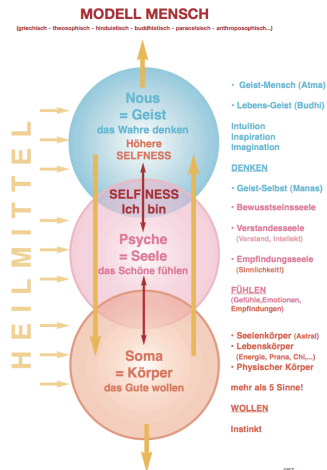 MODELL MENSCH
(griechisch - theosophisch - hinduistisch - buddhistisch - paracelsisch - anthroposophisch...)
HEILMITTEL
Nous
= Geist
das Wahre denken
Höhere
SELFNESS
SELFNESS
Ich bin
Psyche
= Seele
das Schöne fühlen
Soma
= Körper
das Gute wollen
• Geist-Mensch (Atma)
• Lebens-Geist (Budhi)
Intuition
Inspiration
Imagination
DENKEN
• Geist-Selbst (Manas)
• Bewusstseinsseele
• Verstandesseele
(Verstand, Intellekt)
• Empfindungsseele
(Sinnlichkeit!)
FÜHLEN
(Gefühle,Emotionen,
Empfindungen)
• Seelenkörper (Astral)
• Lebenskörper
(Energie, Prana, Chi,...)
• Physischer Körper
mehr als 5 Sinne!
WOLLEN
Instinkt